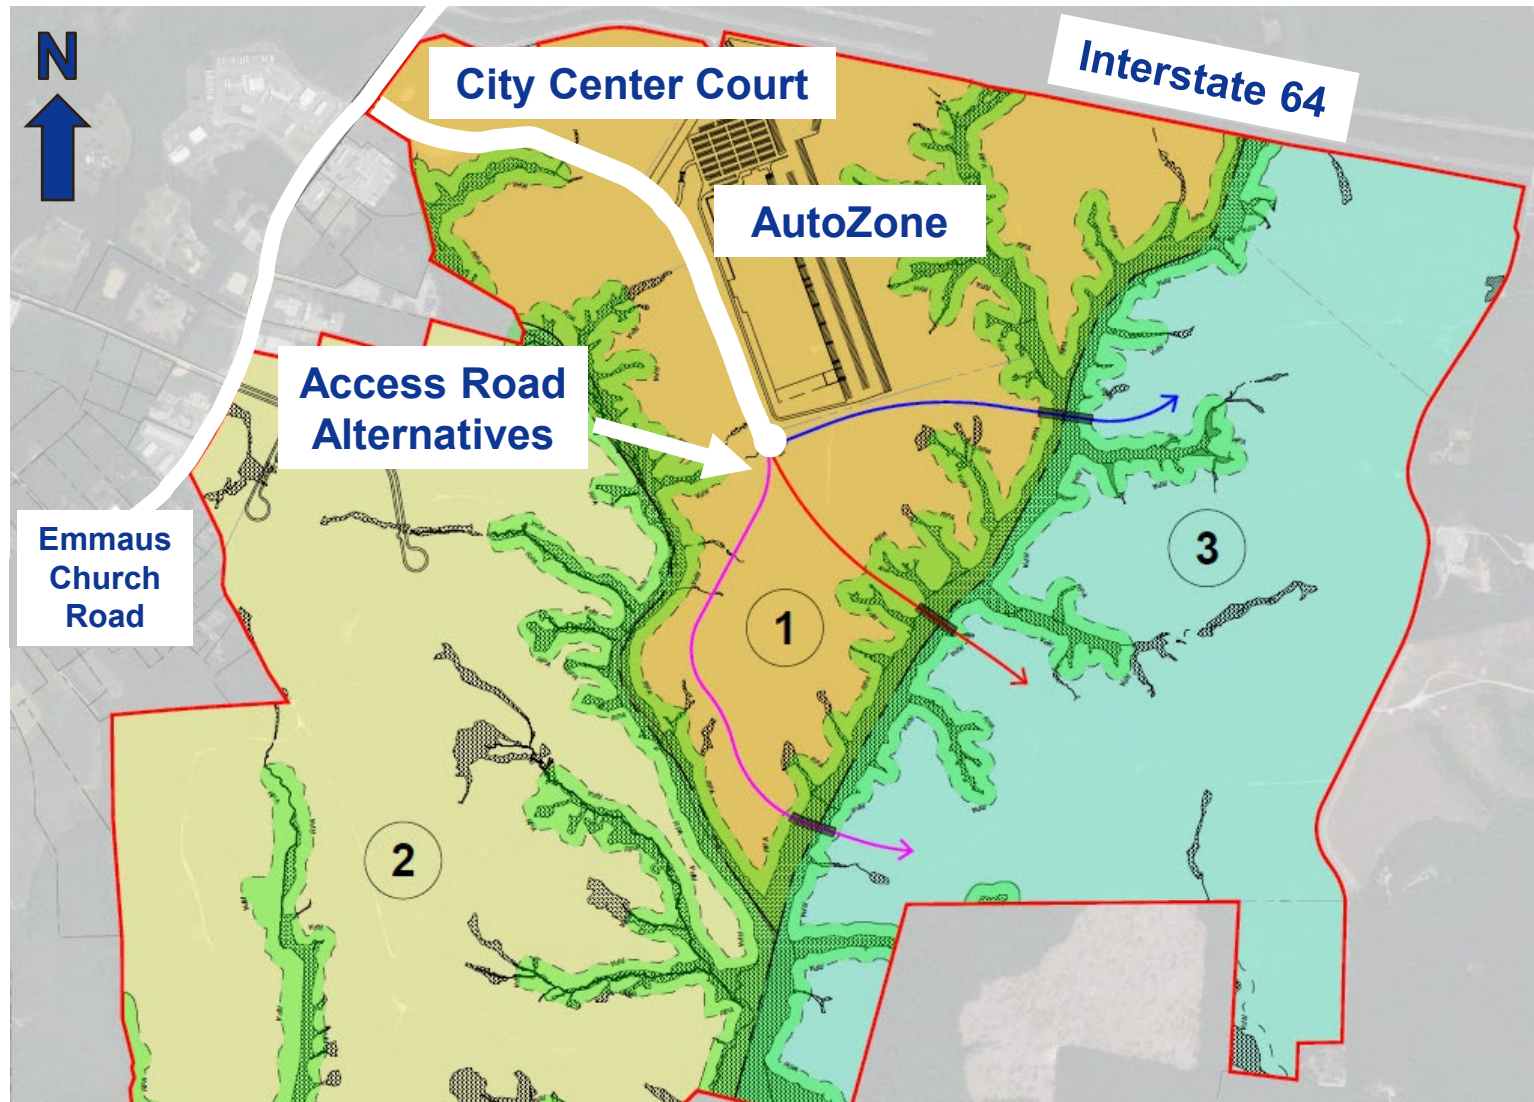 N
City Center Court
Interstate 64
AutoZone
Access Road
Alternatives
Emmaus
Church
Road
1
2
3